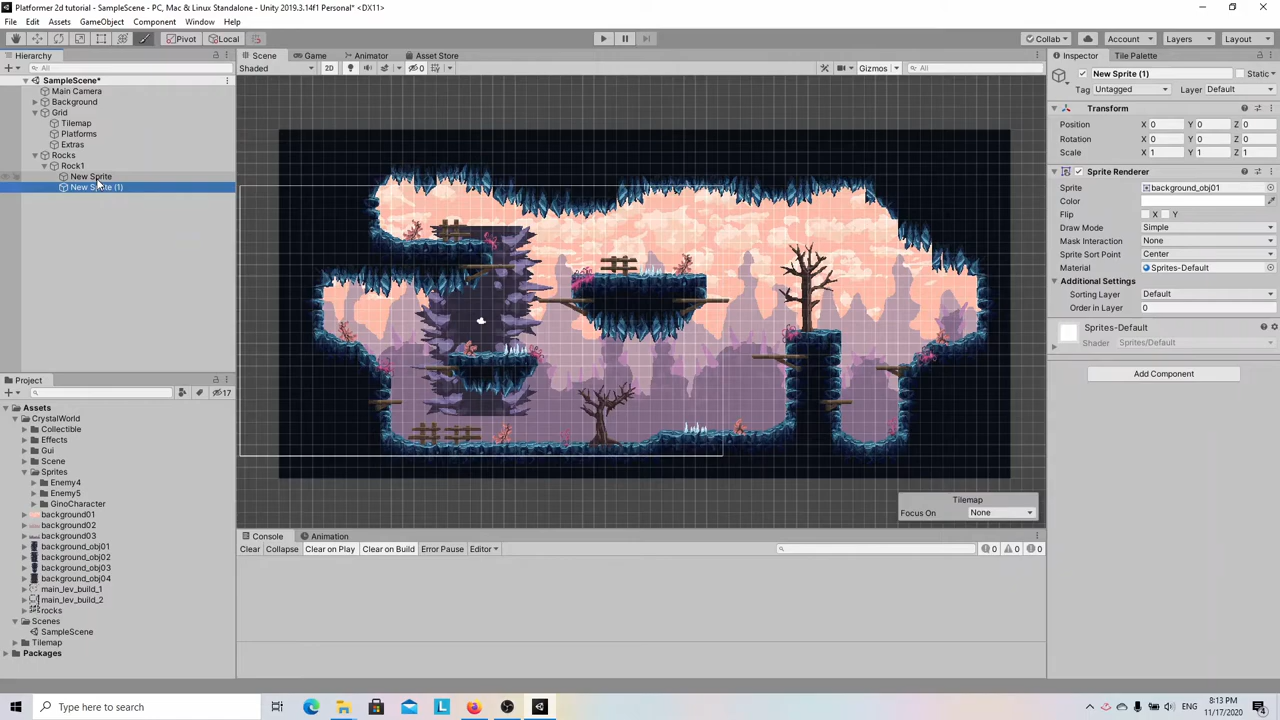 Platformer 2d tutorial - SampleScene - PC, Mac & Linux Standalone - Unity 2019.3.14f1 Personal* <DX11>
File Edit Assets GameObject Component Window Help
Pivot Local Collab Account Layers Layout
Hierarchy Scene Game Animator Asset Store Inspector Tile Palette
All Shaded 2D 0 Gizmos All
SampleScene*
Main Camera
Background
Grid
Tilemap
Platforms
Extras
Rocks
Rock1
New Sprite
New Sprite (1)
New Sprite (1) Static
Tag Untagged Layer Default
Transform
Position X 0 Y 0 Z 0
Rotation X 0 Y 0 Z 0
Scale X 1 Y 1 Z 1
Sprite Renderer
Sprite background_obj01
Color
Flip X Y
Draw Mode Simple
Mask Interaction None
Sprite Sort Point Center
Material Sprites-Default
Additional Settings
Sorting Layer Default
Order in Layer 0
Sprites-Default
Shader Sprites/Default
Add Component
Tilemap
Focus On None
Project
17
Assets
CrystalWorld
Collectible
Effects
Gui
Scene
Sprites
Enemy4
Enemy5
GinoCharacter
background01
background02
background03
background_obj01
background_obj02
background_obj03
background_obj04
main_lev_build_1
main_lev_build_2
rocks
Scenes
SampleScene
Tilemap
Packages
Console Animation
Clear Collapse Clear on Play Clear on Build Error Pause Editor 0 0 0
Type here to search
L
ENG
8:13 PM
11/17/2020
4